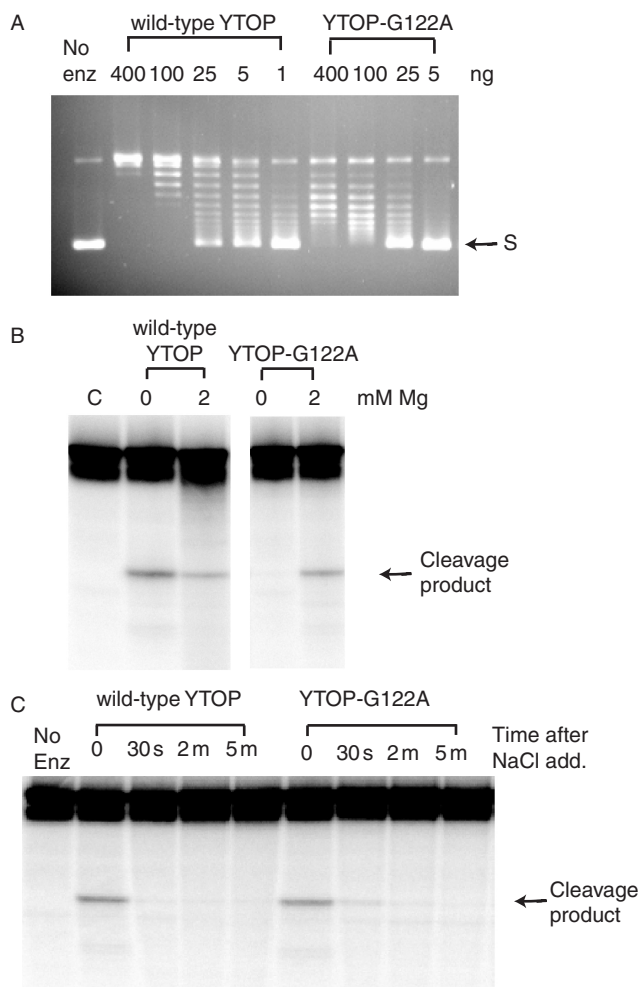 A
wild-type YTOP YTOP-G122A
No
enz 400 100 25 5 1 400 100 25 5 ng
S
B
wild-type
YTOP YTOP-G122A
C 0 2 0 2 mM Mg
Cleavage
product
C
wild-type YTOP YTOP-G122A
No
Enz 0 30 s 2 m 5 m 0 30 s 2 m 5 m Time after
NaCl add.
Cleavage
product